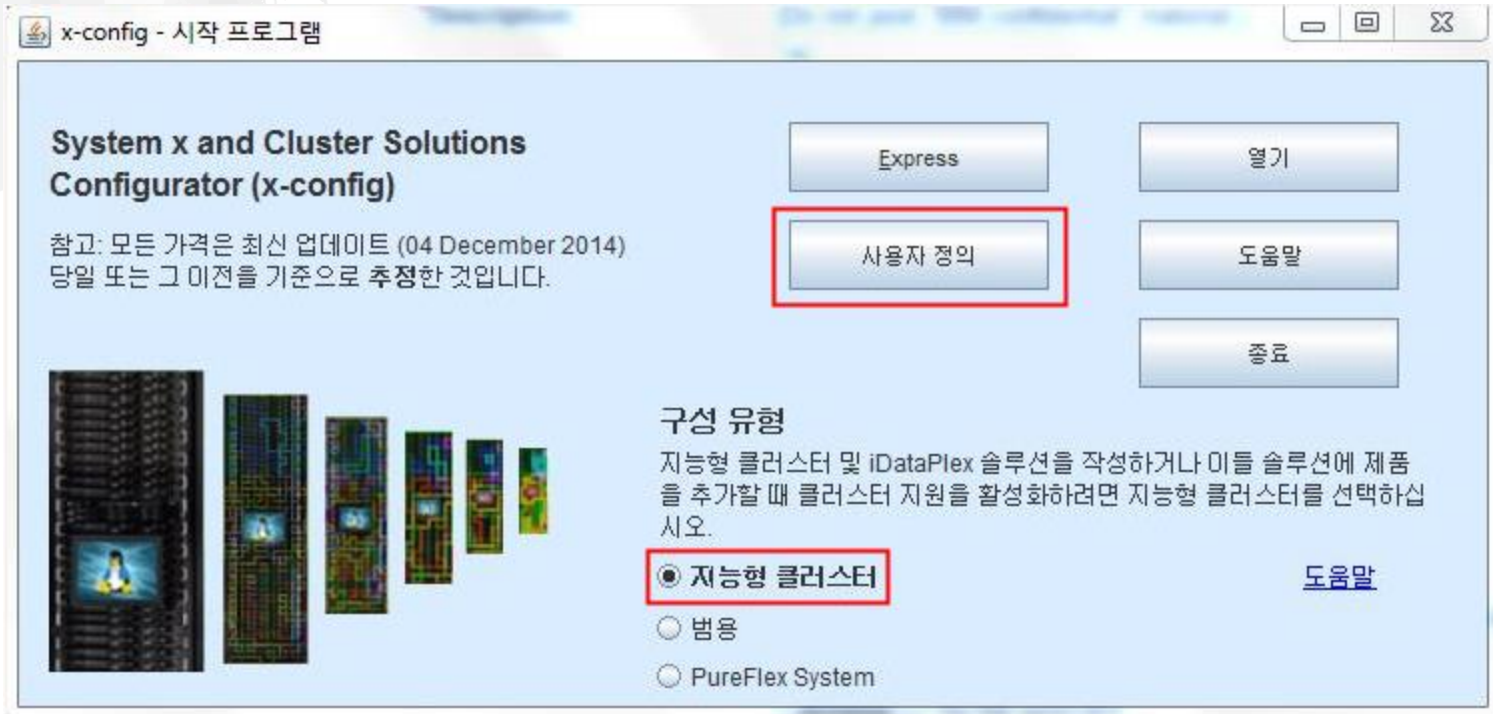 x-config - 시작 프로그램
System x and Cluster Solutions
Configurator (x-config)
참고: 모든 가격은 최신 업데이트 (04 December 2014)
당일 또는 그 이전을 기준으로 추정한 것입니다.
Express
열기
사용자 정의
도움말
종료
구성 유형
지능형 클러스터 및 iDataPlex 솔루션을 작성하거나 이들 솔루션에 제품
을 추가할 때 클러스터 지원을 활성화하려면 지능형 클러스터를 선택하십
시오.
지능형 클러스터
도움말
범용
PureFlex System